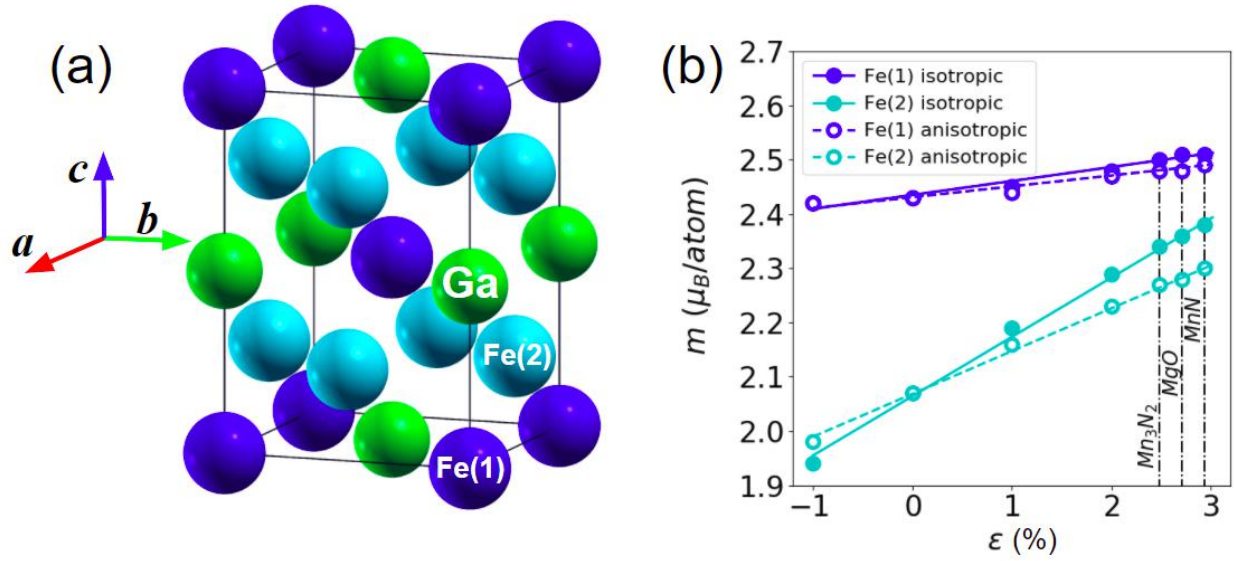 (a)
c
b
a
Ga
Fe(2)
Fe(1)
(b)
2.7
2.6
2.5
2.4
2.3
2.2
2.1
2.0
1.9
m (μB/atom)
Fe(1) isotropic
Fe(2) isotropic
Fe(1) anisotropic
Fe(2) anisotropic
Mn3N2
MgO
MnN
−1 0 1 2 3
ε (%)